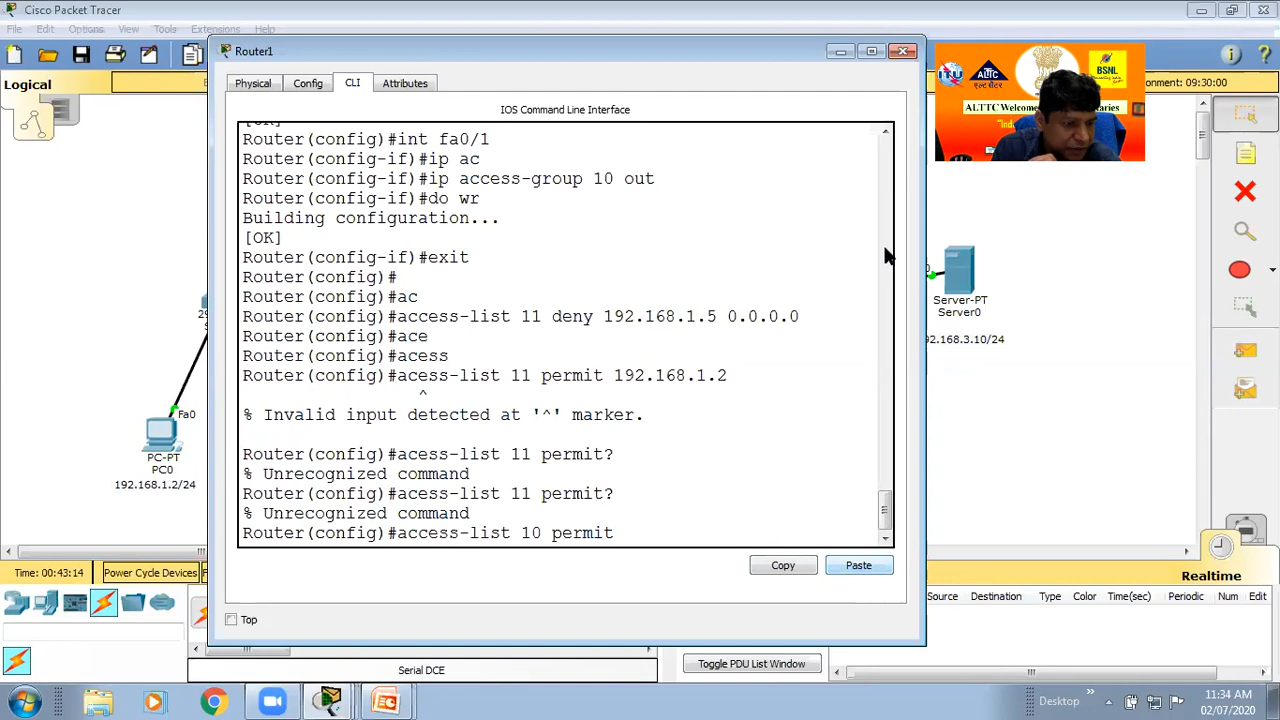 Cisco Packet Tracer
File Edit Options View Tools Extensions Help
Logical
Router1
Physical Config CLI Attributes
IOS Command Line Interface
Router(config)#int fa0/1
Router(config-if)#ip ac
Router(config-if)#ip access-group 10 out
Router(config-if)#do wr
Building configuration...
[OK]
Router(config-if)#exit
Router(config)#
Router(config)#ac
Router(config)#access-list 11 deny 192.168.1.5 0.0.0.0
Router(config)#ace
Router(config)#acess
Router(config)#acess-list 11 permit 192.168.1.2
^
% Invalid input detected at '^' marker.
Router(config)#acess-list 11 permit?
% Unrecognized command
Router(config)#acess-list 11 permit?
% Unrecognized command
Router(config)#access-list 10 permit
Copy Paste
Top
ITU ALTTC BSNL
ALTTC Welcomes
09:30:00
Server-PT
Server0
192.168.3.10/24
Fa0
PC-PT
PC0
192.168.1.2/24
Time: 00:43:14 Power Cycle Devices
Realtime
Source Destination Type Color Time(sec) Periodic Num Edit
Serial DCE
Toggle PDU List Window
Desktop
11:34 AM
02/07/2020